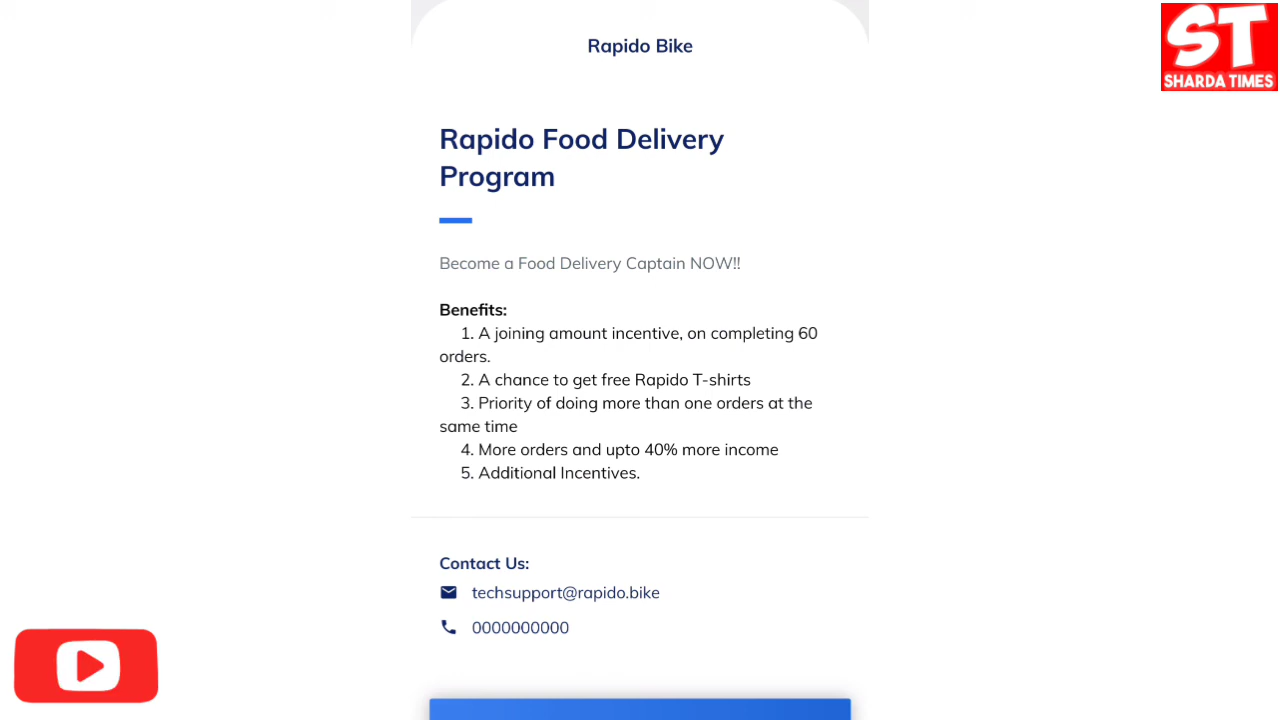 Rapido Bike
ST
SHARDA TIMES
Rapido Food Delivery
Program
Become a Food Delivery Captain NOW!!
Benefits:
1. A joining amount incentive, on completing 60
orders.
2. A chance to get free Rapido T-shirts
3. Priority of doing more than one orders at the
same time
4. More orders and upto 40% more income
5. Additional Incentives.
Contact Us:
techsupport@rapido.bike
0000000000